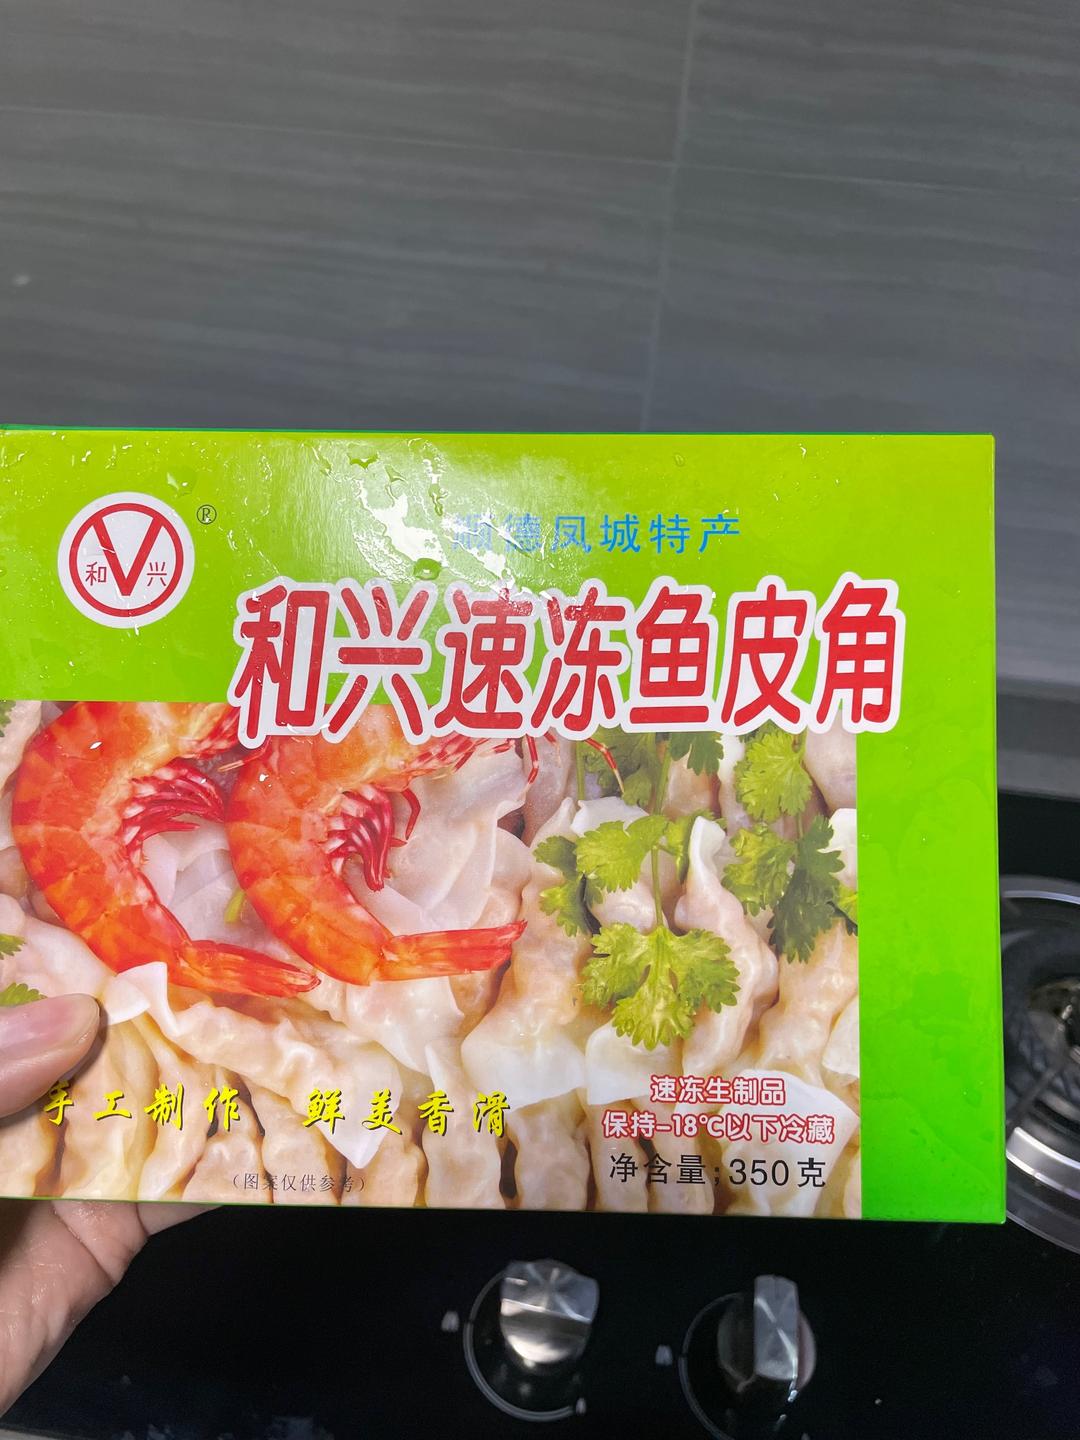 和 兴
®
顺德凤城特产
和兴速冻鱼皮角
手工制作 鲜美香滑
速冻生制品
保持-18℃以下冷藏
净含量:350克
(图案仅供参考)